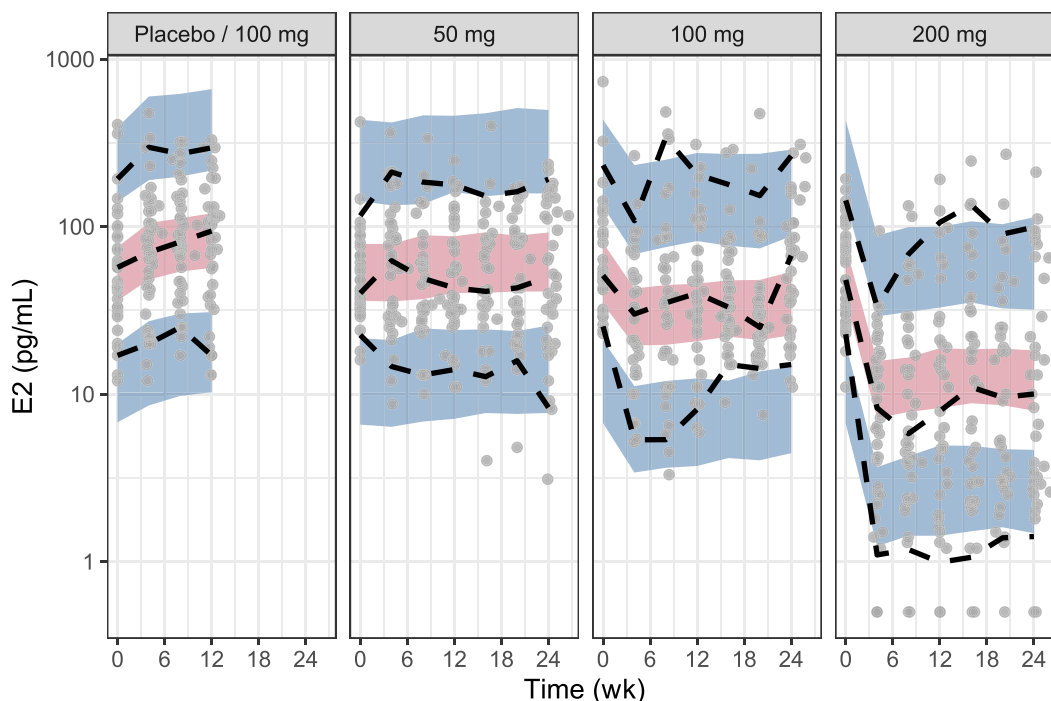 Placebo / 100 mg 50 mg 100 mg 200 mg
1000
100
10
1
E2 (pg/mL)
0 6 12 18 24 0 6 12 18 24 0 6 12 18 24 0 6 12 18 24
Time (wk)